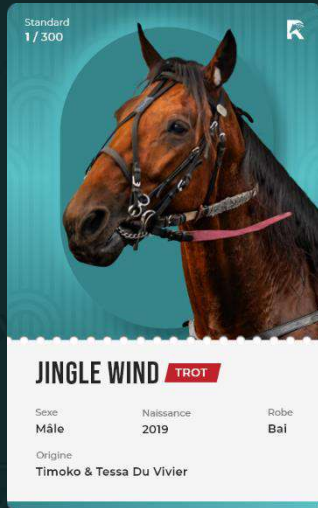 Standard
1 / 300
JINGLE WIND TROT
Sexe Naissance Robe
Mâle 2019 Bai
Origine
Timoko & Tessa Du Vivier